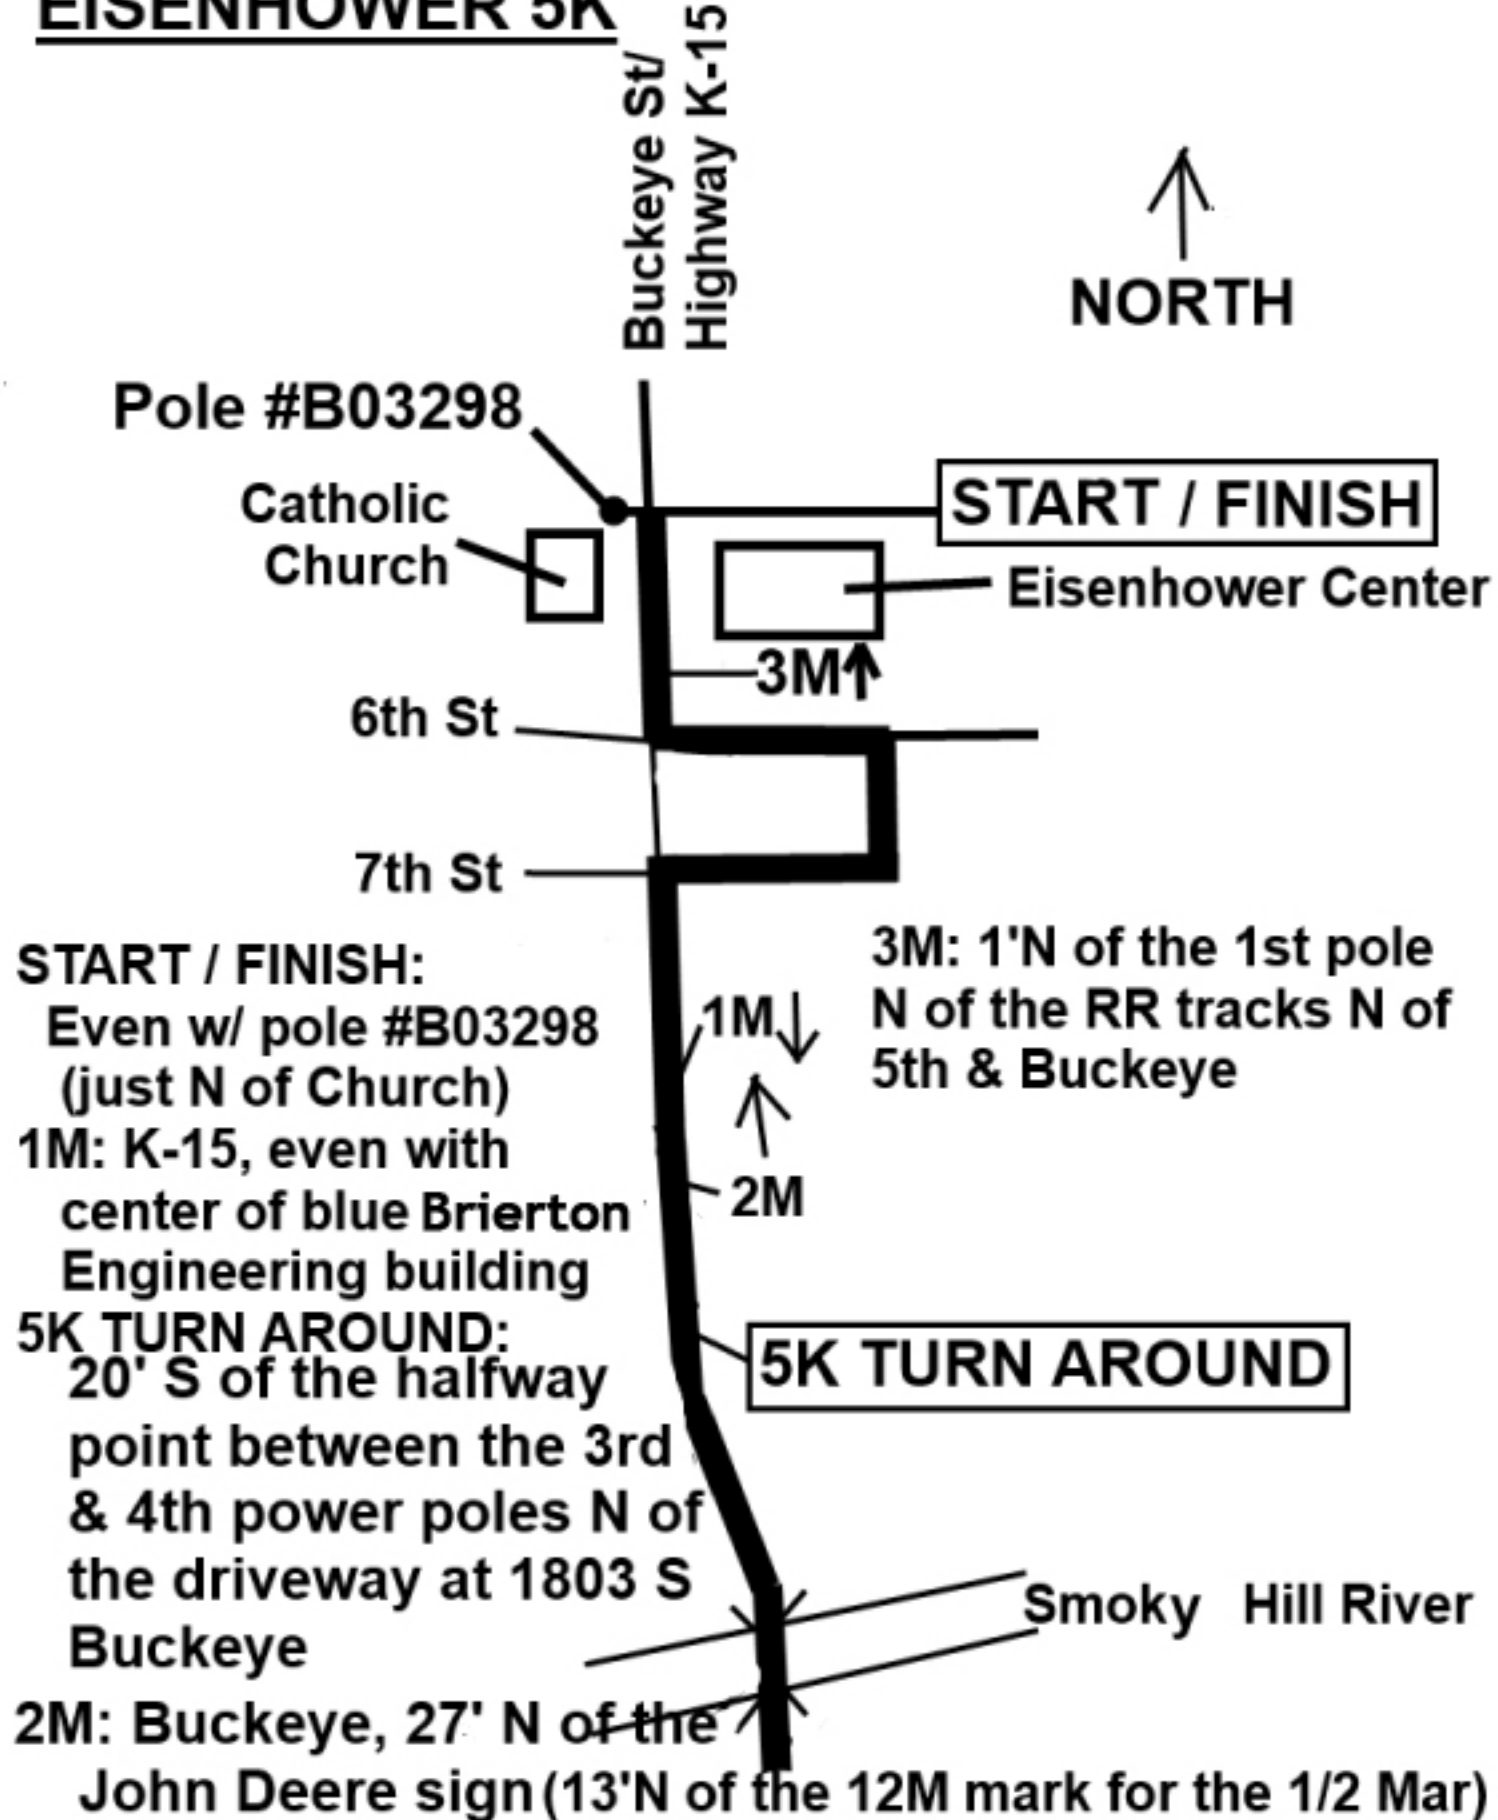 EISENHOWER 5K
Buckeye St/
Highway K-15
NORTH
Pole #B03298
START / FINISH
Catholic
Church
Eisenhower Center
3M
6th St
7th St
START / FINISH:
Even w/ pole #B03298
(just N of Church)
1M: K-15, even with
center of blue Brierton
Engineering building
5K TURN AROUND:
20' S of the halfway
point between the 3rd
& 4th power poles N of
the driveway at 1803 S
Buckeye
2M: Buckeye, 27' N of the
John Deere sign (13'N of the 12M mark for the 1/2 Mar)
3M: 1'N of the 1st pole
N of the RR tracks N of
5th & Buckeye
1M
2M
5K TURN AROUND
Smoky Hill River